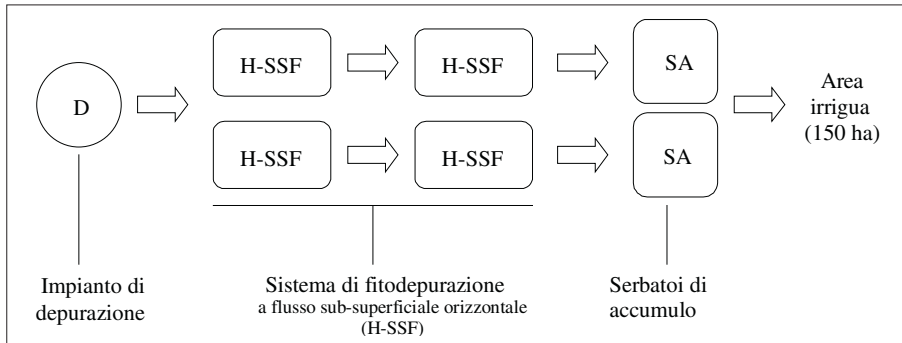 H-SSF
H-SSF
SA
D
Area
irrigua
(150 ha)
H-SSF
H-SSF
SA
Impianto di
depurazione
Sistema di fitodepurazione
a flusso sub-superficiale orizzontale
(H-SSF)
Serbatoi di
accumulo